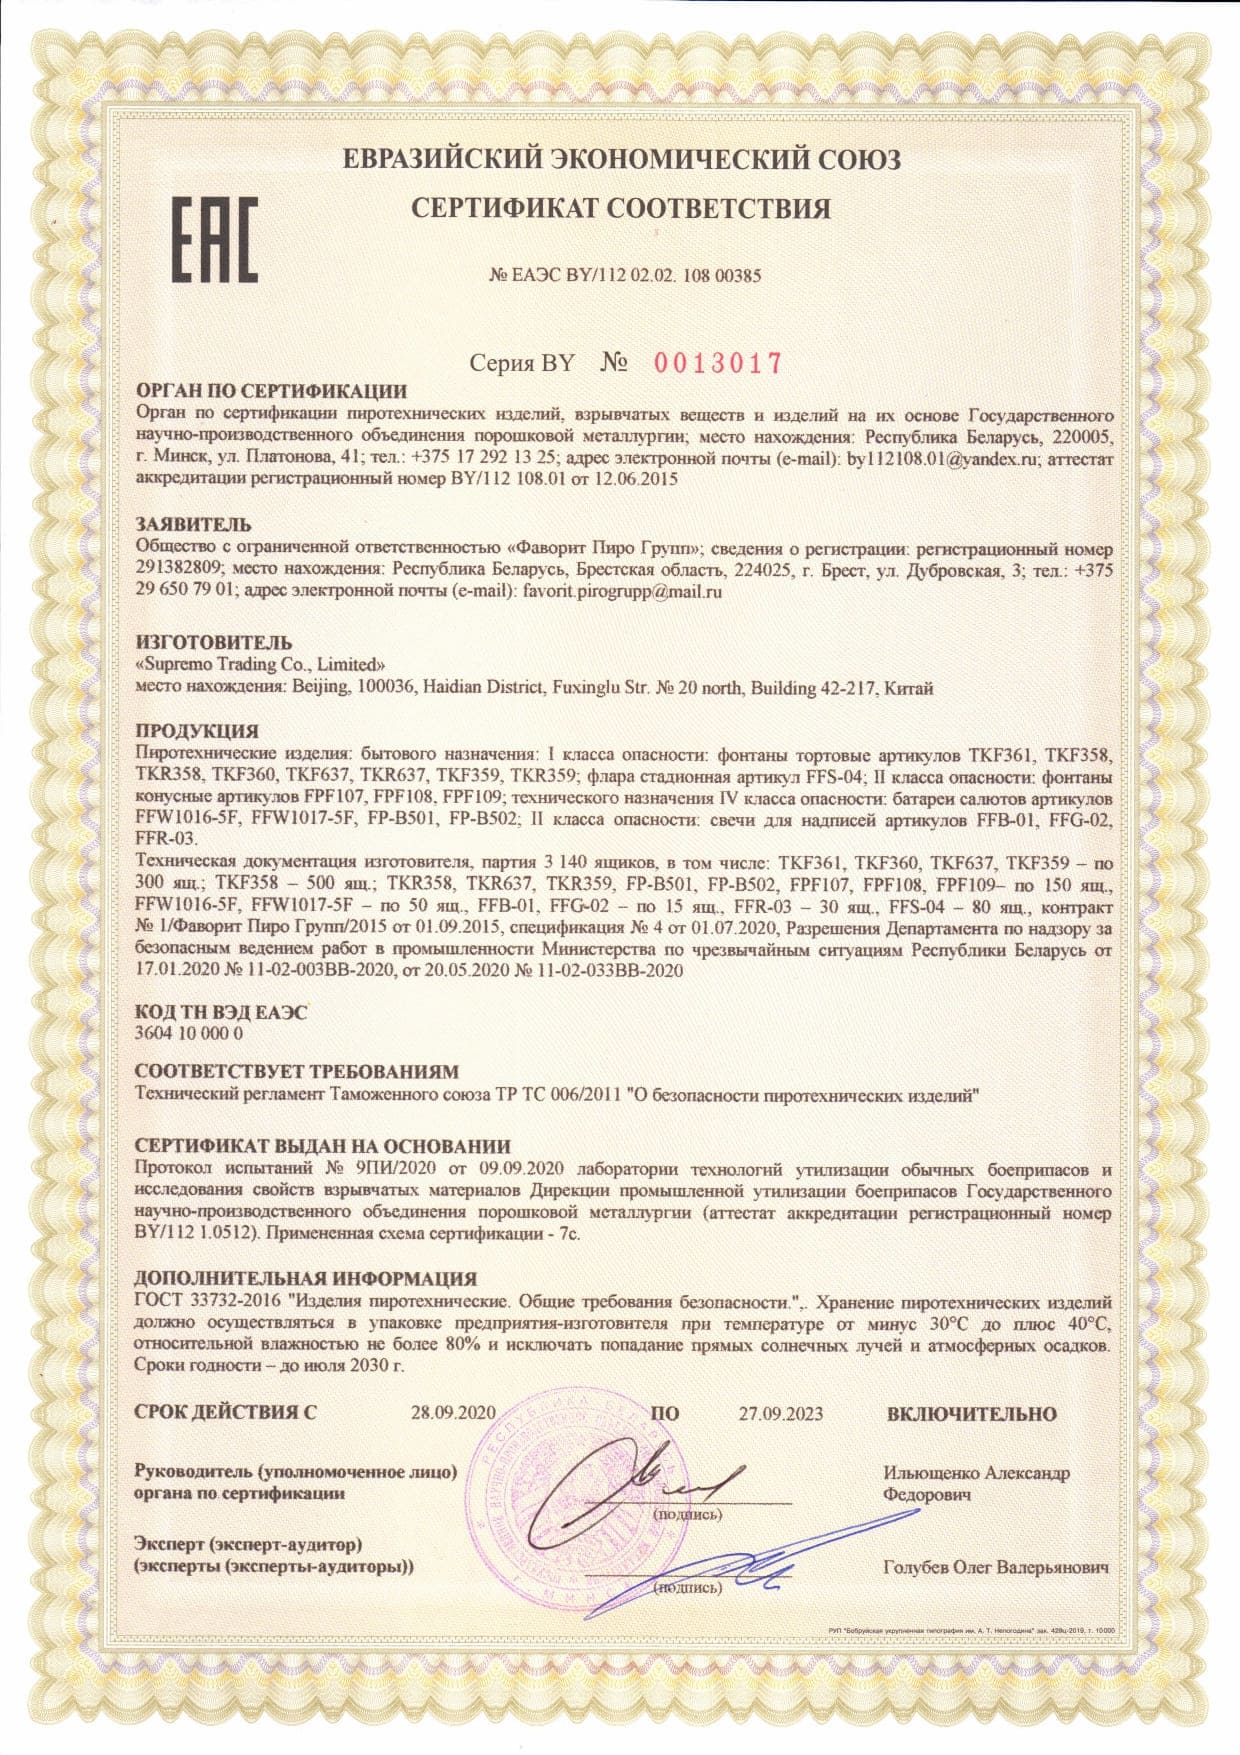 ЕВРАЗИЙСКИЙ ЭКОНОМИЧЕСКИЙ СОЮЗ
ЕАС
СЕРТИФИКАТ СООТВЕТСТВИЯ
№ ЕАЭС BY/112 02.02. 108 00385
Серия BY № 0013017
ОРГАН ПО СЕРТИФИКАЦИИ
Орган по сертификации пиротехнических изделий, взрывчатых веществ и изделий на их основе Государственного
научно-производственного объединения порошковой металлургии; место нахождения: Республика Беларусь, 220005,
г. Минск, ул. Платонова, 41; тел.: +375 17 292 13 25; адрес электронной почты (e-mail): by112108.01@yandex.ru; аттестат
аккредитации регистрационный номер BY/112 108.01 от 12.06.2015
ЗАЯВИТЕЛЬ
Общество с ограниченной ответственностью «Фаворит Пиро Групп»; сведения о регистрации: регистрационный номер
291382809; место нахождения: Республика Беларусь, Брестская область, 224025, г. Брест, ул. Дубровская, 3; тел.: +375
29 650 79 01; адрес электронной почты (e-mail): favorit.pirogrupp@mail.ru
ИЗГОТОВИТЕЛЬ
«Supremo Trading Co., Limited»
место нахождения: Beijing, 100036, Haidian District, Fuxinglu Str. № 20 north, Building 42-217, Китай
ПРОДУКЦИЯ
Пиротехнические изделия: бытового назначения: I класса опасности: фонтаны тортовые артикулов TKF361, TKF358,
TKR358, TKF360, TKF637, TKR637, TKF359, TKR359; флара стадионная артикул FFS-04; II класса опасности: фонтаны
конусные артикулов FPF107, FPF108, FPF109; технического назначения IV класса опасности: батареи салютов артикулов
FFW1016-5F, FFW1017-5F, FP-B501, FP-B502; II класса опасности: свечи для надписей артикулов FFB-01, FFG-02,
FFR-03.
Техническая документация изготовителя, партия 3 140 ящиков, в том числе: TKF361, TKF360, TKF637, TKF359 – по
300 ящ.; TKF358 – 500 ящ.; TKR358, TKR637, TKR359, FP-B501, FP-B502, FPF107, FPF108, FPF109– по 150 ящ.,
FFW1016-5F, FFW1017-5F – по 50 ящ., FFB-01, FFG-02 – по 15 ящ., FFR-03 – 30 ящ., FFS-04 – 80 ящ., контракт
№ 1/Фаворит Пиро Групп/2015 от 01.09.2015, спецификация № 4 от 01.07.2020, Разрешения Департамента по надзору за
безопасным ведением работ в промышленности Министерства по чрезвычайным ситуациям Республики Беларусь от
17.01.2020 № 11-02-003ВВ-2020, от 20.05.2020 № 11-02-033ВВ-2020
КОД ТН ВЭД ЕАЭС
3604 10 000 0
СООТВЕТСТВУЕТ ТРЕБОВАНИЯМ
Технический регламент Таможенного союза ТР ТС 006/2011 "О безопасности пиротехнических изделий"
СЕРТИФИКАТ ВЫДАН НА ОСНОВАНИИ
Протокол испытаний № 9ПИ/2020 от 09.09.2020 лаборатории технологий утилизации обычных боеприпасов и
исследования свойств взрывчатых материалов Дирекции промышленной утилизации боеприпасов Государственного
научно-производственного объединения порошковой металлургии (аттестат аккредитации регистрационный номер
BY/112 1.0512). Примененная схема сертификации - 7с.
ДОПОЛНИТЕЛЬНАЯ ИНФОРМАЦИЯ
ГОСТ 33732-2016 "Изделия пиротехнические. Общие требования безопасности.",. Хранение пиротехнических изделий
должно осуществляться в упаковке предприятия-изготовителя при температуре от минус 30°С до плюс 40°С,
относительной влажностью не более 80% и исключать попадание прямых солнечных лучей и атмосферных осадков.
Сроки годности – до июля 2030 г.
СРОК ДЕЙСТВИЯ С 28.09.2020 ПО 27.09.2023 ВКЛЮЧИТЕЛЬНО
Руководитель (уполномоченное лицо) Ильющенко Александр
органа по сертификации Федорович
(подпись)
Эксперт (эксперт-аудитор)
(эксперты (эксперты-аудиторы)) Голубев Олег Валерьянович
(подпись)
РЕСПУБЛИКА БЕЛАРУСЬ
г. МИНСК
РУП "Бобруйская укрупненная типография им. А. Т. Непогодина" зак. 429ц-2019, т. 10 000